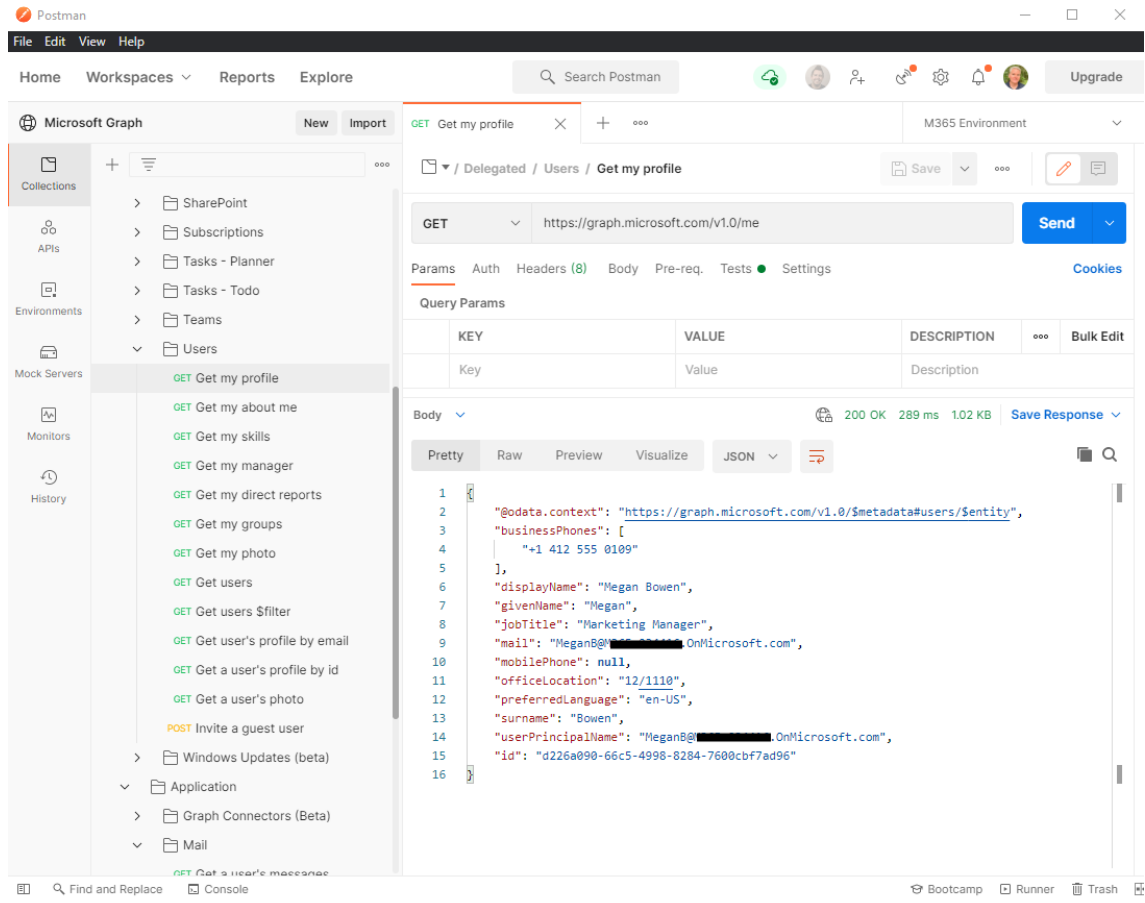 Postman
File Edit View Help
Home Workspaces Reports Explore Search Postman Upgrade
Microsoft Graph New Import GET Get my profile M365 Environment
Collections
APIs
Environments
Mock Servers
Monitors
History
SharePoint
Subscriptions
Tasks - Planner
Tasks - Todo
Teams
Users
GET Get my profile
GET Get my about me
GET Get my skills
GET Get my manager
GET Get my direct reports
GET Get my groups
GET Get my photo
GET Get users
GET Get users $filter
GET Get user's profile by email
GET Get a user's profile by id
GET Get a user's photo
POST Invite a guest user
Windows Updates (beta)
Application
Graph Connectors (Beta)
Mail
GET Get a user's messages
/ Delegated / Users / Get my profile Save
GET https://graph.microsoft.com/v1.0/me Send
Params Auth Headers (8) Body Pre-req. Tests Settings Cookies
Query Params
KEY VALUE DESCRIPTION Bulk Edit
Key Value Description
Body 200 OK 289 ms 1.02 KB Save Response
Pretty Raw Preview Visualize JSON
1 {
2 "@odata.context": "https://graph.microsoft.com/v1.0/$metadata#users/$entity",
3 "businessPhones": [
4 "+1 412 555 0109"
5 ],
6 "displayName": "Megan Bowen",
7 "givenName": "Megan",
8 "jobTitle": "Marketing Manager",
9 "mail": "MeganB@M .OnMicrosoft.com",
10 "mobilePhone": null,
11 "officeLocation": "12/1110",
12 "preferredLanguage": "en-US",
13 "surname": "Bowen",
14 "userPrincipalName": "MeganB@ .OnMicrosoft.com",
15 "id": "d226a090-66c5-4998-8284-7600cbf7ad96"
16 }
Find and Replace Console Bootcamp Runner Trash